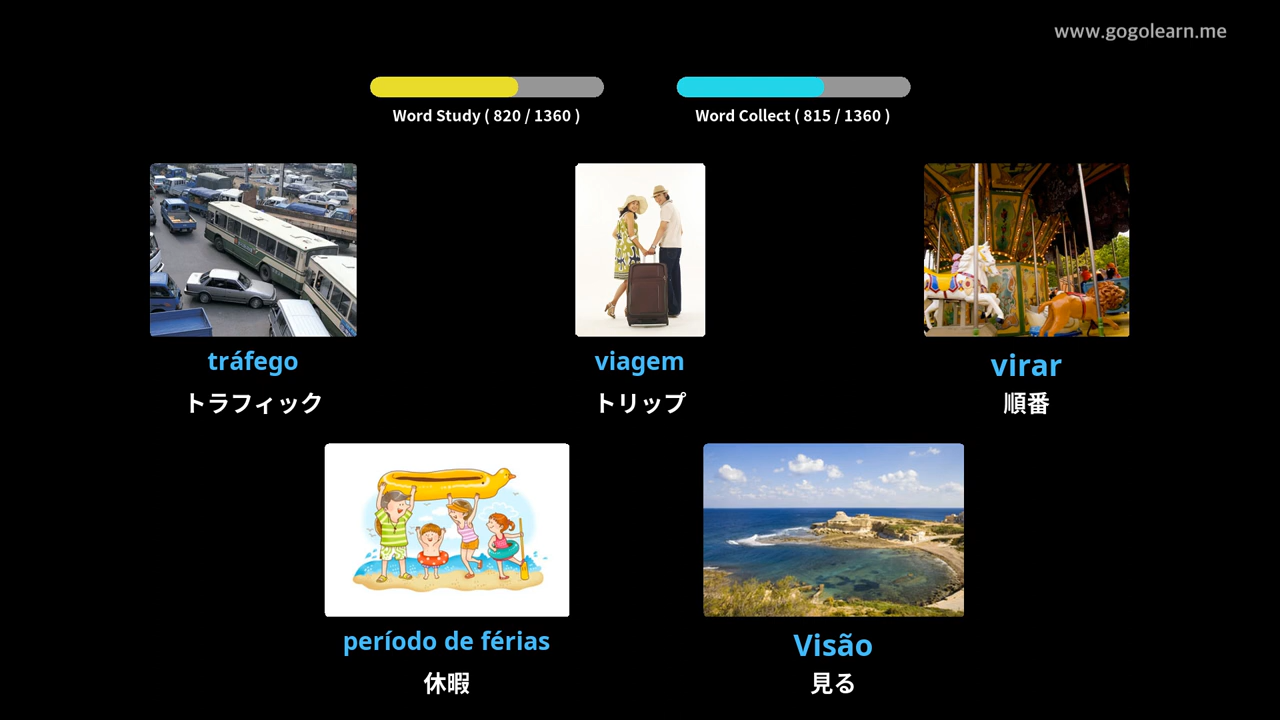 www.gogolearn.me
Word Study ( 820 / 1360 )
Word Collect ( 815 / 1360 )
tráfego
トラフィック
viagem
トリップ
virar
順番
período de férias
休暇
Visão
見る